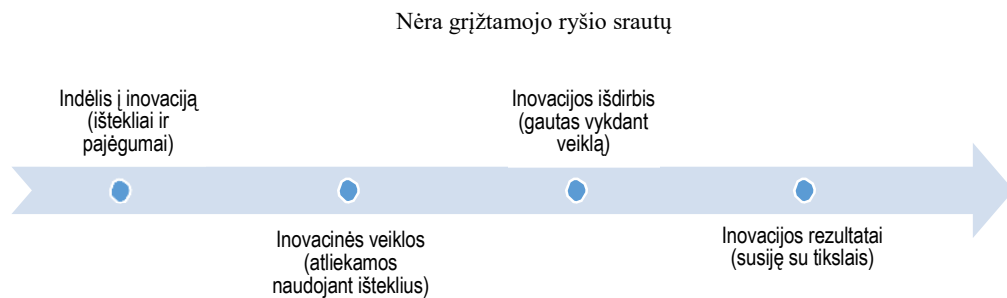 Nėra grįžtamojo ryšio srautų
Indėlis į inovaciją
(ištekliai ir
pajėgumai)
Inovacinės veiklos
(atliekamos
naudojant išteklius)
Inovacijos išdirbis
(gautas vykdant
veiklą)
Inovacijos rezultatai
(susiję su tikslais)